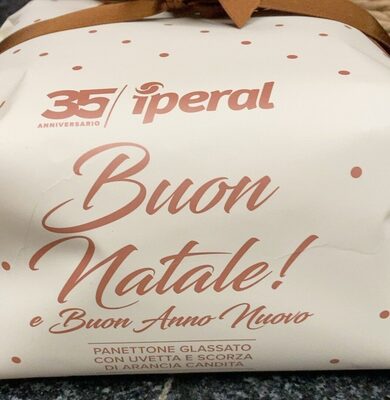 35 iperal
ANNIVERSARIO
Buon
Natale!
e Buon Anno Nuovo
PANETTONE GLASSATO
CON UVETTA E SCORZA
DI ARANCIA CANDITA